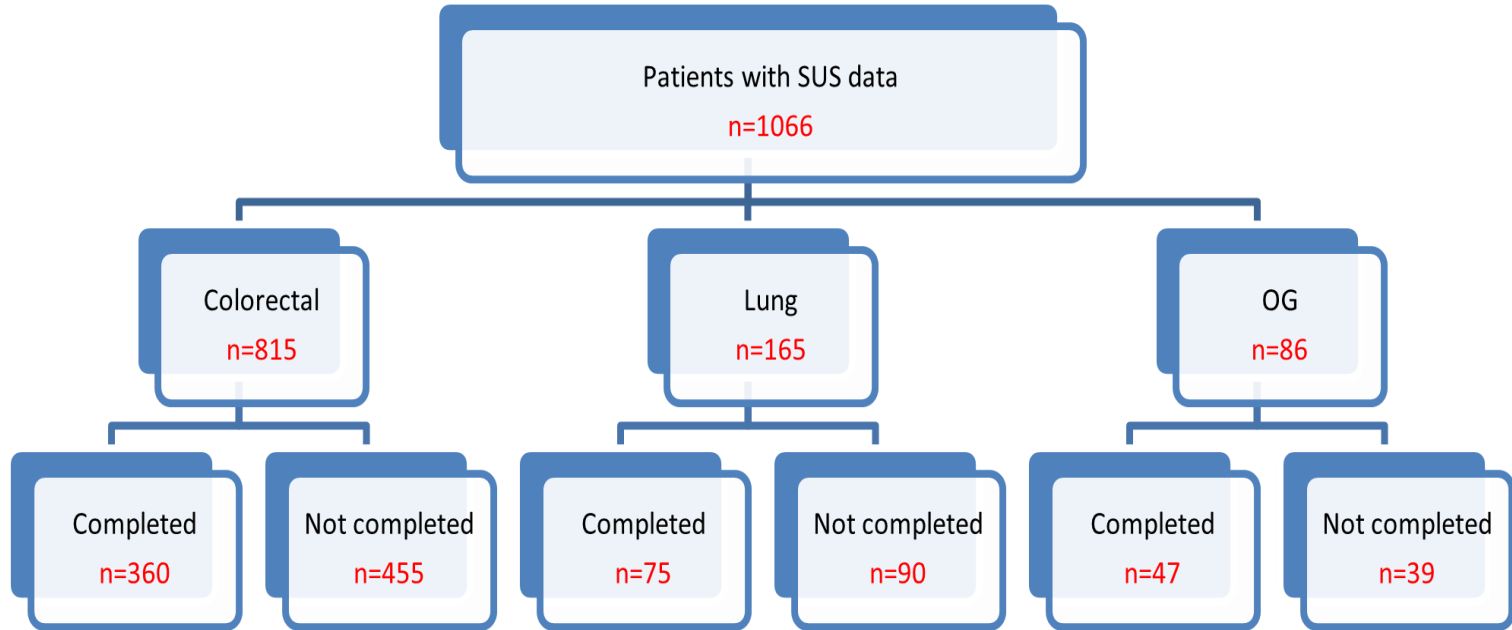 Patients with SUS data
n=1066
Colorectal
n=815
Lung
n=165
OG
n=86
Completed
n=360
Not completed
n=455
Completed
n=75
Not completed
n=90
Completed
n=47
Not completed
n=39